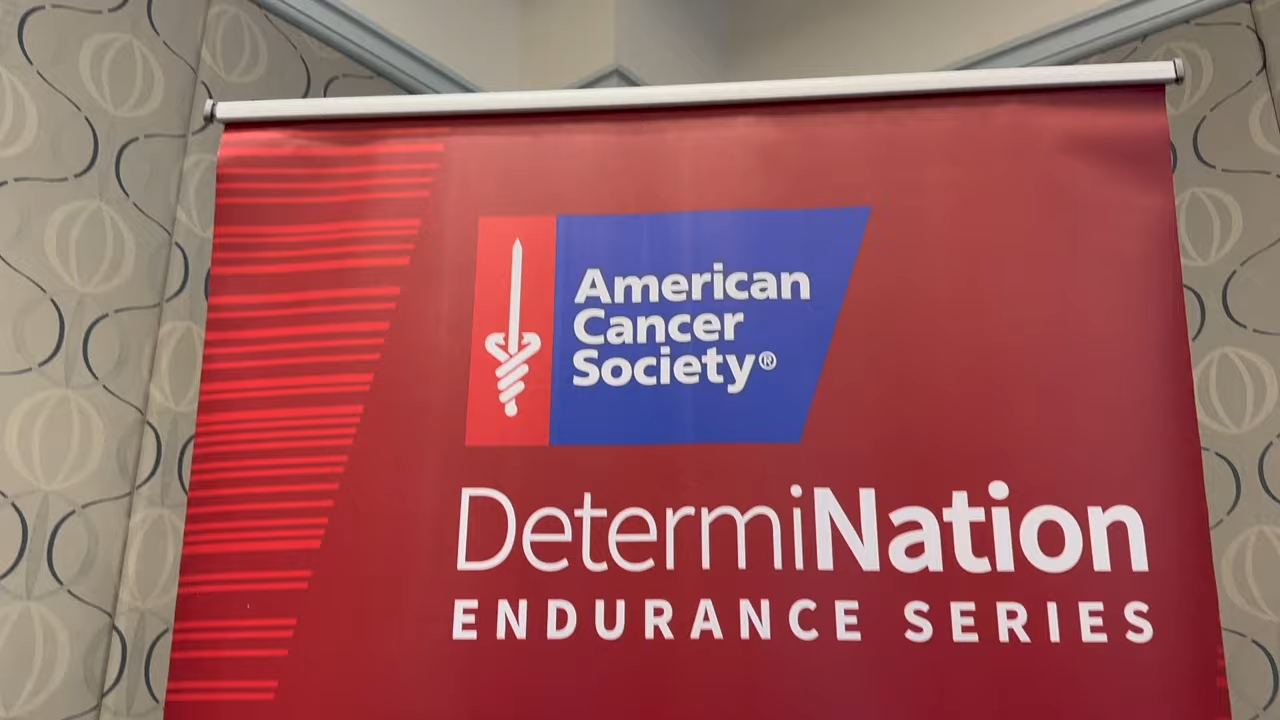 American
Cancer
Society®
DetermiNation
ENDURANCE SERIES